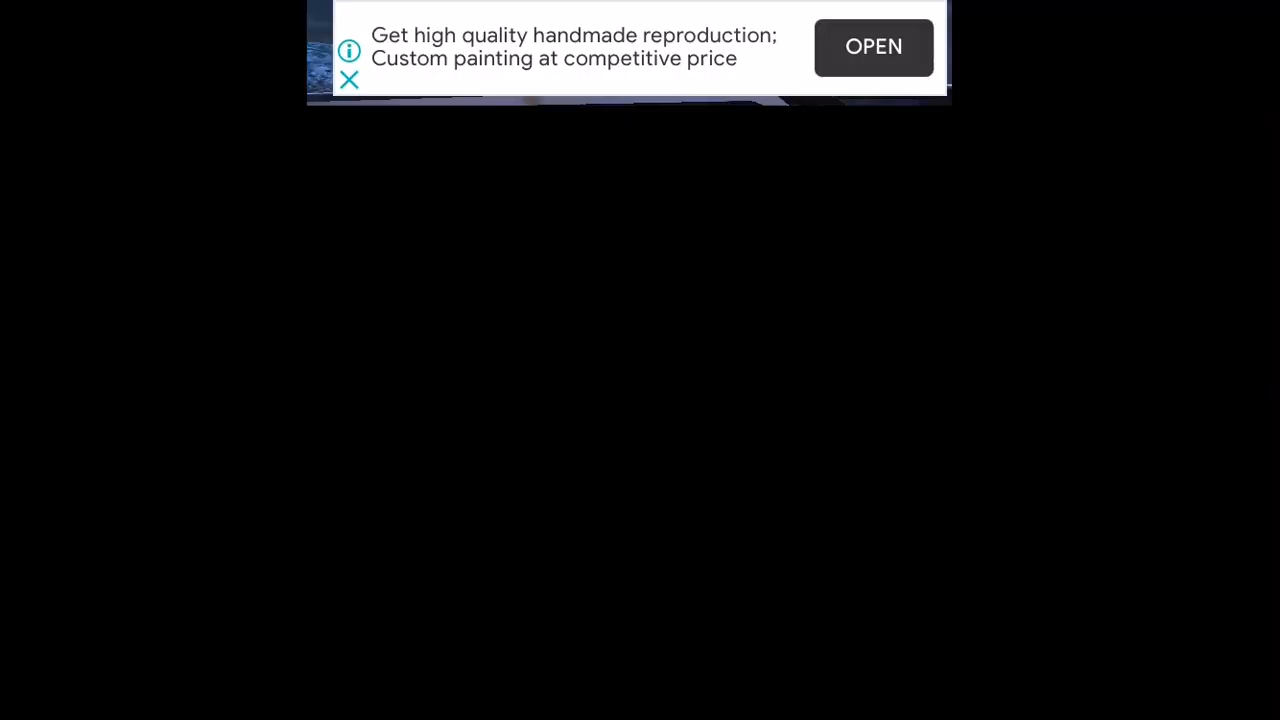 Get high quality handmade reproduction;
Custom painting at competitive price
OPEN